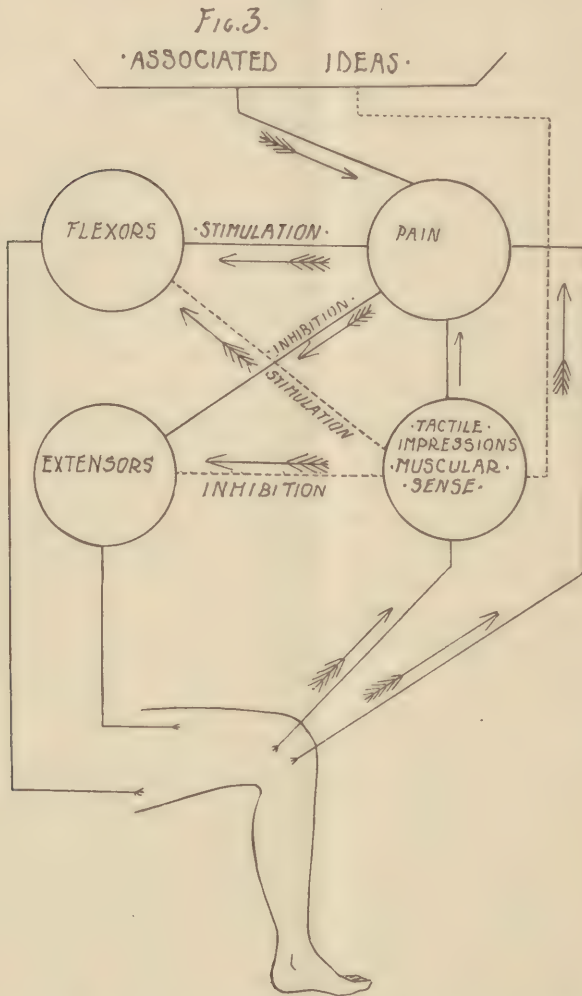 FIG.3.
·ASSOCIATED IDEAS·
FLEXORS
·STIMULATION·
PAIN
·INHIBITION·
STIMULATION
EXTENSORS
INHIBITION
·TACTILE·
IMPRESSIONS
·MUSCULAR·
·SENSE·